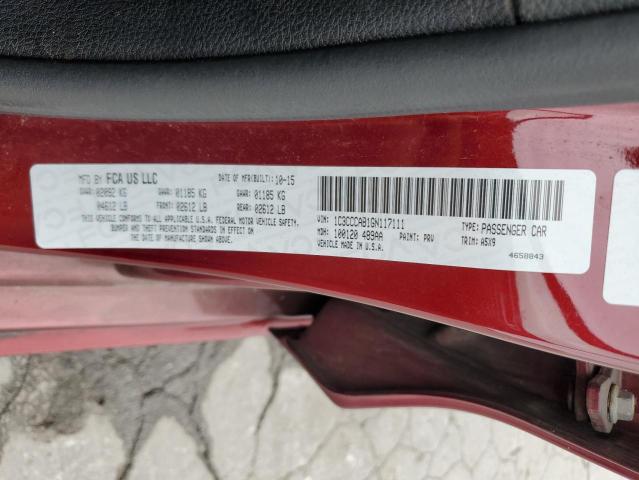 MFD BY FCA US LLC
DATE OF MFR(BUILT): 10-15
GVWR: 02092 KG
GAWR: 01185 KG
GAWR: 01185 KG
04612 LB
FRONT: 02612 LB
REAR: 02612 LB
CONFORMS TO ALL APPLICABLE U.S.A. FEDERAL MOTOR VEHICLE SAFETY,
BUMPER AND THEFT PREVENTION STANDARDS IN EFFECT ON THE
DATE OF MANUFACTURE SHOWN ABOVE.
VIN: 1C3CCCAB1GN117111
TYPE: PASSENGER CAR
MDH: 100120 489AA
PAINT: PRV
TRIM: A5X9
VEHICLE MADE IN U.S.A.
4658843